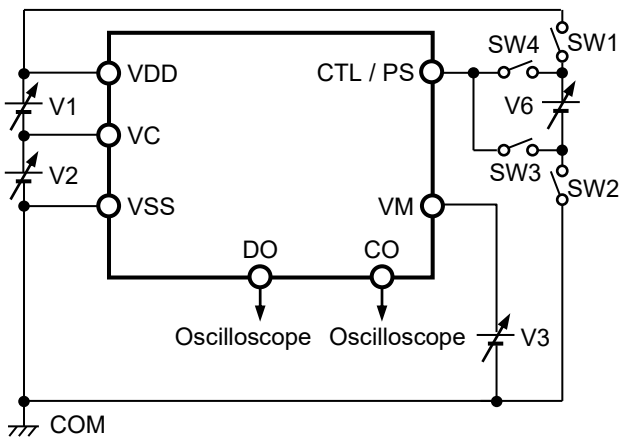 SW1
SW4
VDD
CTL / PS
V1
V6
VC
V2
SW3
SW2
VSS
VM
DO
CO
Oscilloscope
Oscilloscope
V3
COM